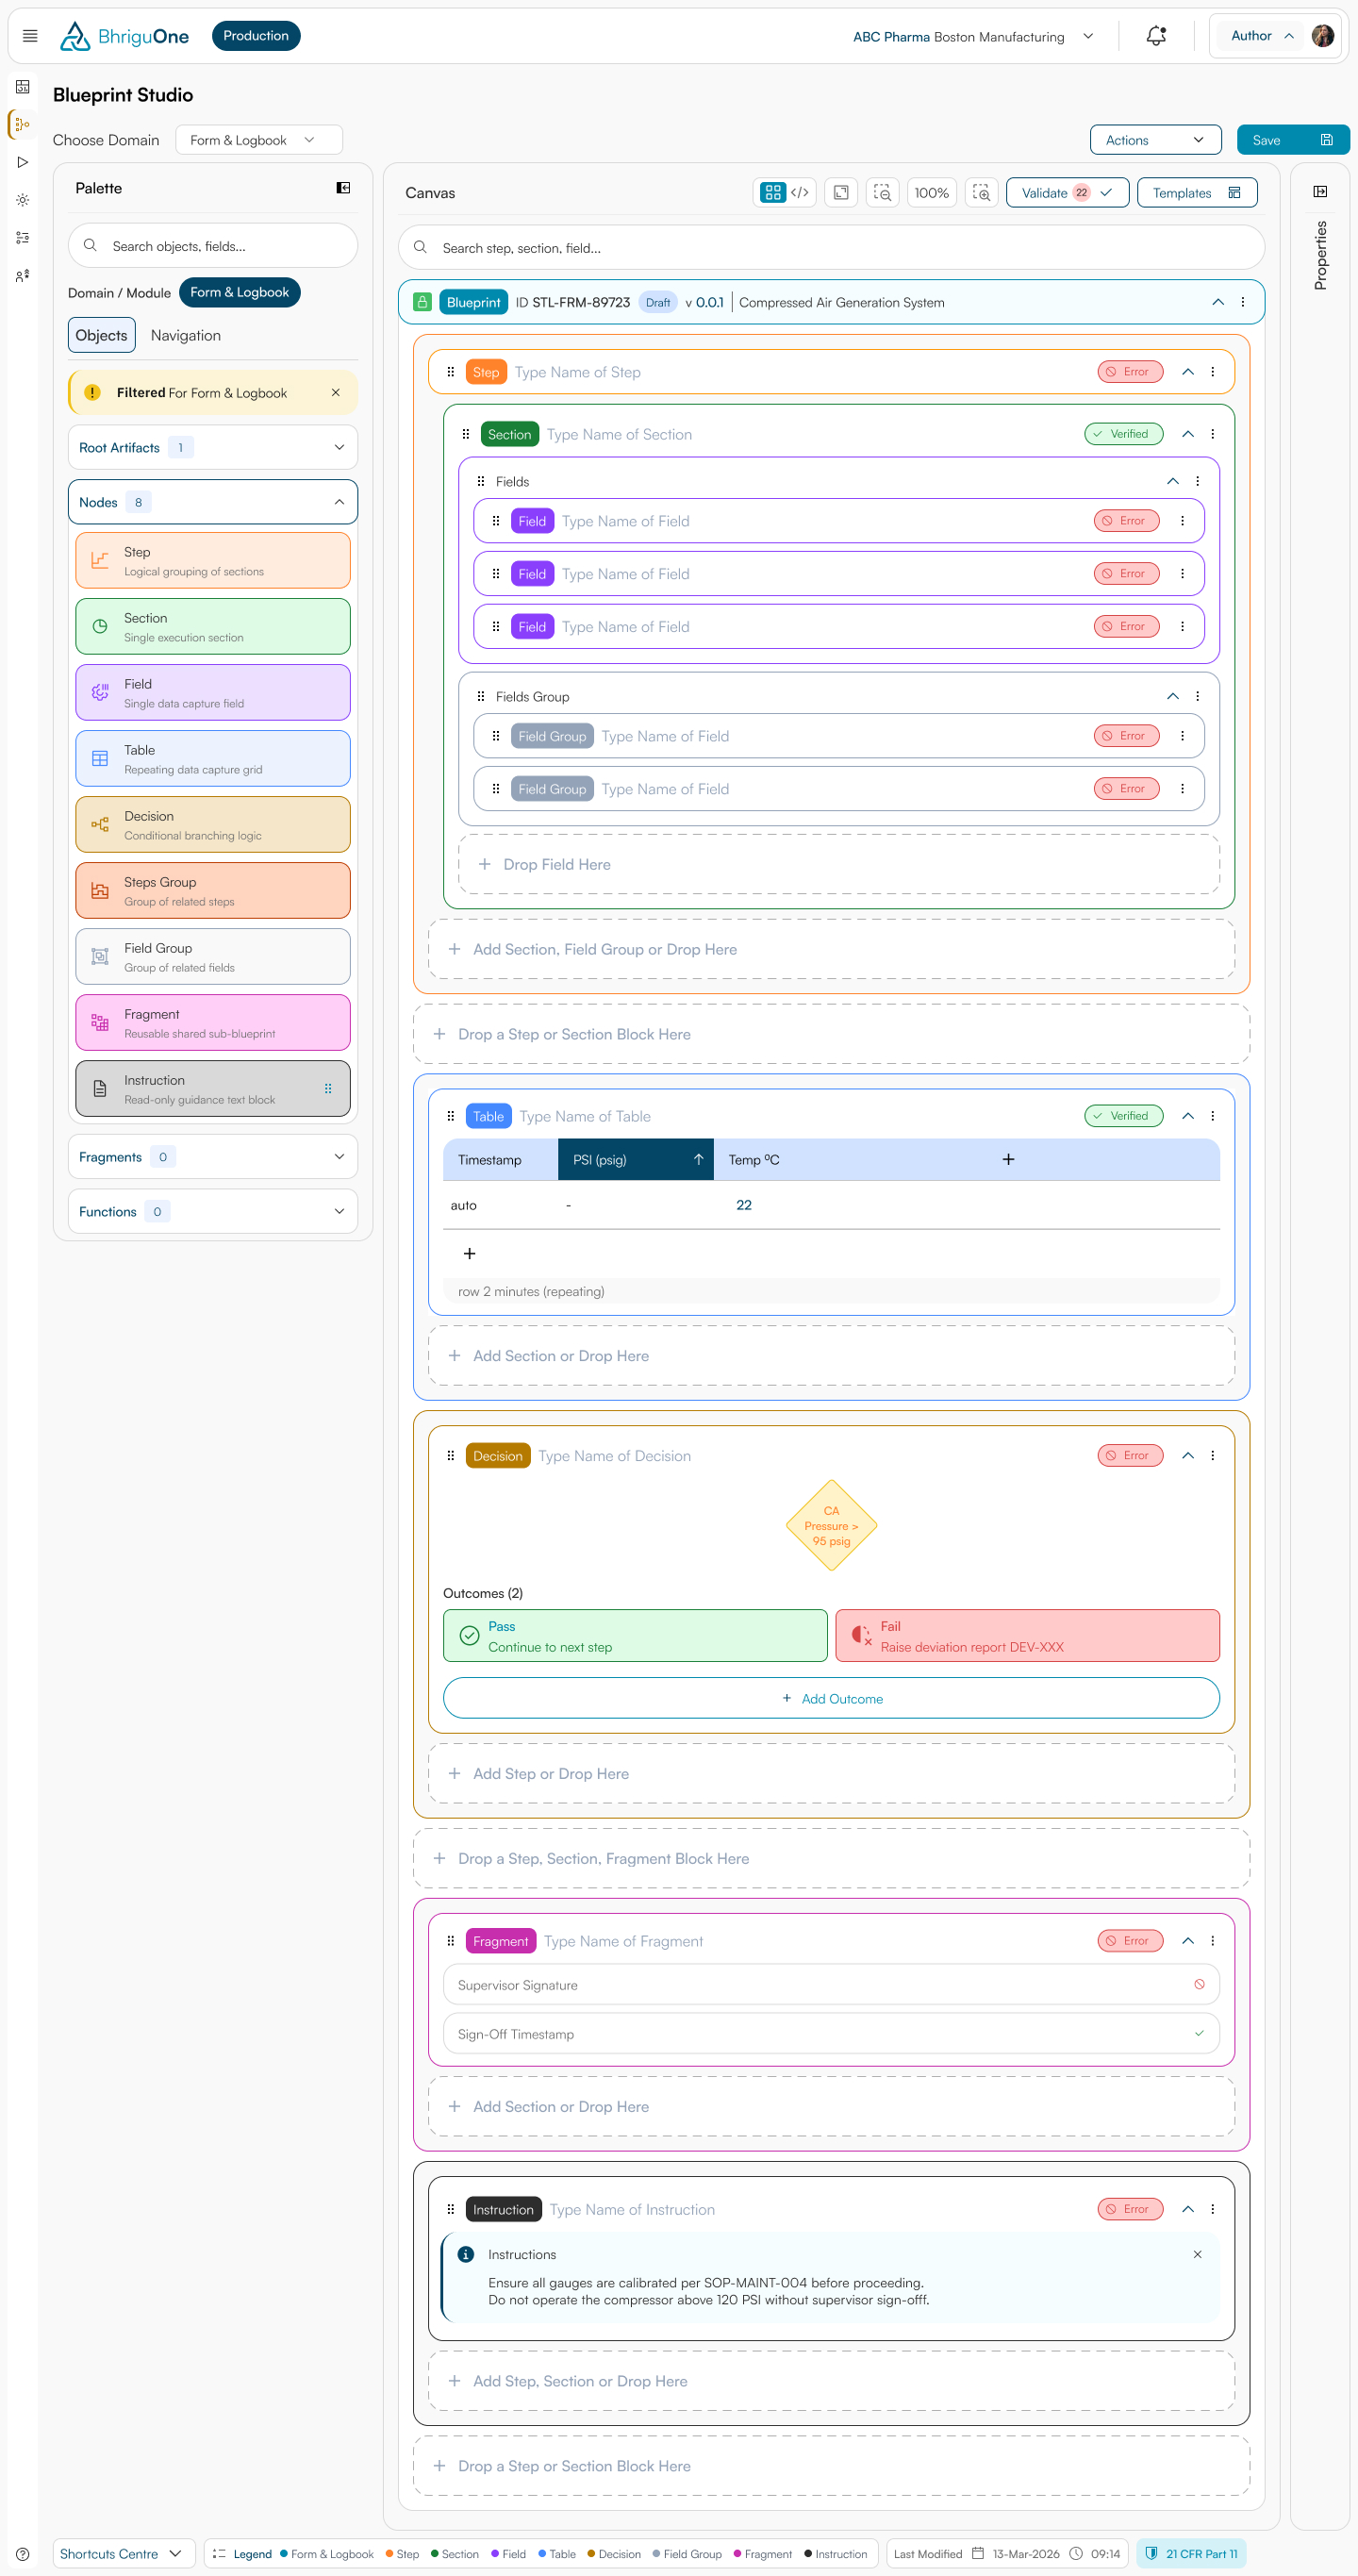 BhriguOne
Production
ABC Pharma Boston Manufacturing
Author
Blueprint Studio
Choose Domain
Form & Logbook
Actions
Save
Palette
Search objects, fields...
Domain / Module
Form & Logbook
Objects
Navigation
Filtered For Form & Logbook
Root Artifacts 1
Nodes 8
Step
Logical grouping of sections
Section
Single execution section
Field
Single data capture field
Table
Repeating data capture grid
Decision
Conditional branching logic
Steps Group
Group of related steps
Field Group
Group of related fields
Fragment
Reusable shared sub-blueprint
Instruction
Read-only guidance text block
Fragments 0
Functions 0
Canvas
</>
100%
Validate 22
Templates
Search step, section, field...
Blueprint ID STL-FRM-89723 Draft v 0.0.1 Compressed Air Generation System
Step Type Name of Step Error
Section Type Name of Section Verified
Fields
Field Type Name of Field Error
Field Type Name of Field Error
Field Type Name of Field Error
Fields Group
Field Group Type Name of Field Error
Field Group Type Name of Field Error
+ Drop Field Here
+ Add Section, Field Group or Drop Here
+ Drop a Step or Section Block Here
Table Type Name of Table Verified
Timestamp PSI (psig) Temp ºC +
auto - 22
+
row 2 minutes (repeating)
+ Add Section or Drop Here
Decision Type Name of Decision Error
CA
Pressure >
95 psig
Outcomes (2)
Pass
Continue to next step
Fail
Raise deviation report DEV-XXX
+ Add Outcome
+ Add Step or Drop Here
+ Drop a Step, Section, Fragment Block Here
Fragment Type Name of Fragment Error
Supervisor Signature
Sign-Off Timestamp
+ Add Section or Drop Here
Instruction Type Name of Instruction Error
Instructions
Ensure all gauges are calibrated per SOP-MAINT-004 before proceeding.
Do not operate the compressor above 120 PSI without supervisor sign-offf.
+ Add Step, Section or Drop Here
+ Drop a Step or Section Block Here
Properties
Shortcuts Centre
Legend Form & Logbook Step Section Field Table Decision Field Group Fragment Instruction
Last Modified 13-Mar-2026 09:14
21 CFR Part 11